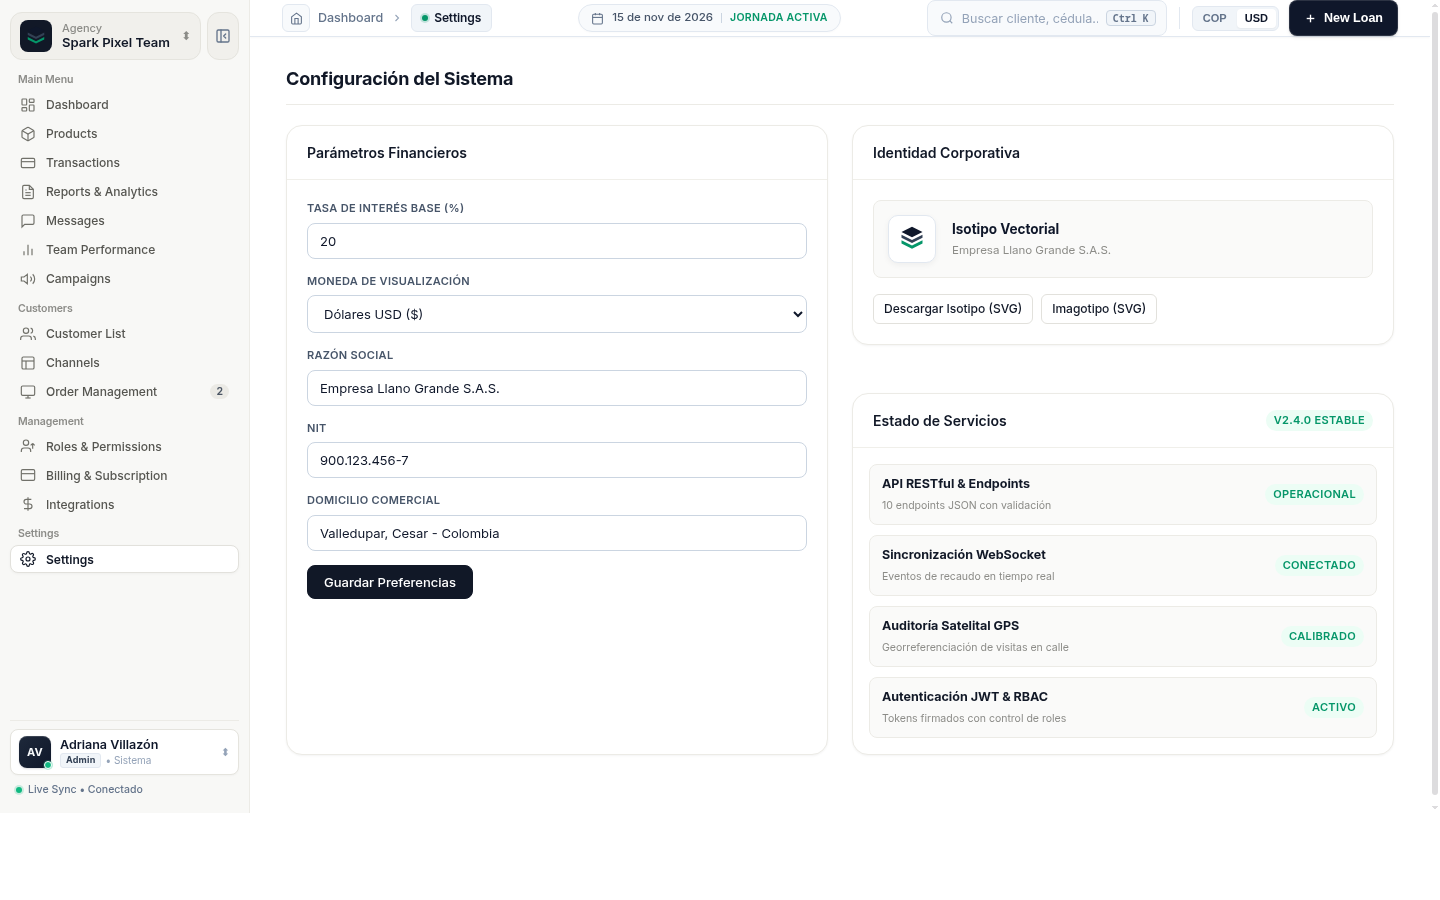 Agency
Spark Pixel Team
Main Menu
Dashboard
Products
Transactions
Reports & Analytics
Messages
Team Performance
Campaigns
Customers
Customer List
Channels
Order Management 2
Management
Roles & Permissions
Billing & Subscription
Integrations
Settings
Settings
AV
Adriana Villazón
Admin • Sistema
Live Sync • Conectado
Dashboard > Settings
15 de nov de 2026 | JORNADA ACTIVA
Buscar cliente, cédula.. Ctrl K
COP USD
+ New Loan
Configuración del Sistema
Parámetros Financieros
TASA DE INTERÉS BASE (%)
20
MONEDA DE VISUALIZACIÓN
Dólares USD ($)
RAZÓN SOCIAL
Empresa Llano Grande S.A.S.
NIT
900.123.456-7
DOMICILIO COMERCIAL
Valledupar, Cesar - Colombia
Guardar Preferencias
Identidad Corporativa
Isotipo Vectorial
Empresa Llano Grande S.A.S.
Descargar Isotipo (SVG) Imagotipo (SVG)
Estado de Servicios V2.4.0 ESTABLE
API RESTful & Endpoints
10 endpoints JSON con validación
OPERACIONAL
Sincronización WebSocket
Eventos de recaudo en tiempo real
CONECTADO
Auditoría Satelital GPS
Georreferenciación de visitas en calle
CALIBRADO
Autenticación JWT & RBAC
Tokens firmados con control de roles
ACTIVO